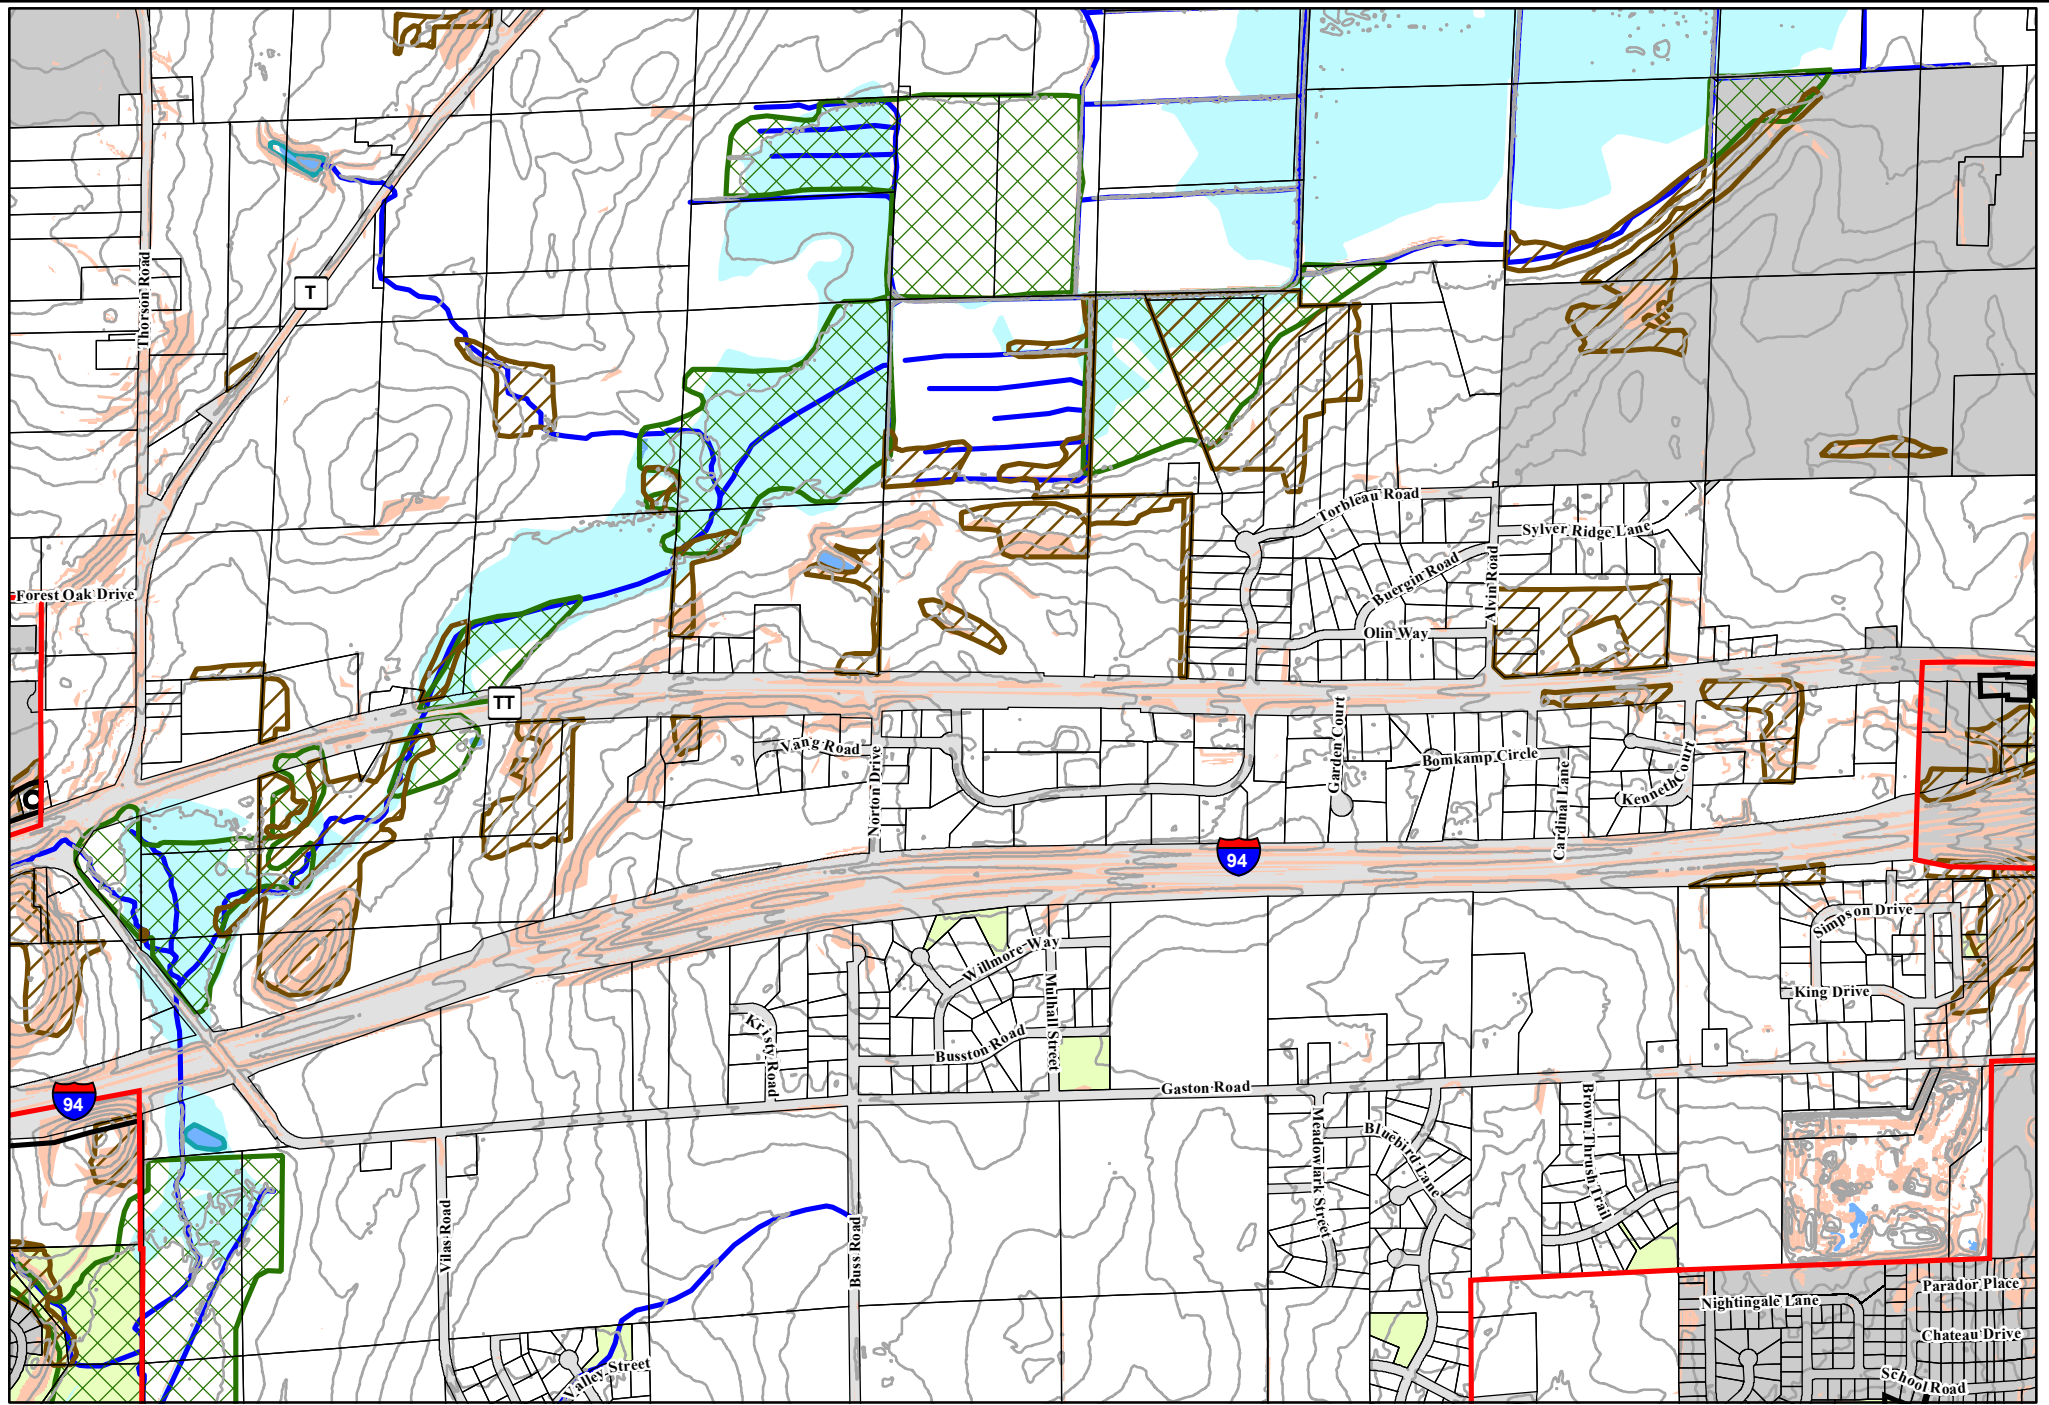 Thorson Road
T
Torbleau Road
Sylver Ridge Lane
Buergin Road
Alvin Road
Forest Oak Drive
Olin Way
TT
Vang Road
Norton Drive
Garden Court
Bomkamp Circle
Cardinal Lane
Kenneth Court
94
Simpson Drive
Willmore Way
Mulhall Street
King Drive
Kristy Road
Busston Road
Gaston Road
94
Meadowlark Street
Bluebird Lane
Brown Thrush Trail
Vilas Road
Buss Road
Valley Street
Parador Place
Nightingale Lane
Chateau Drive
School Road